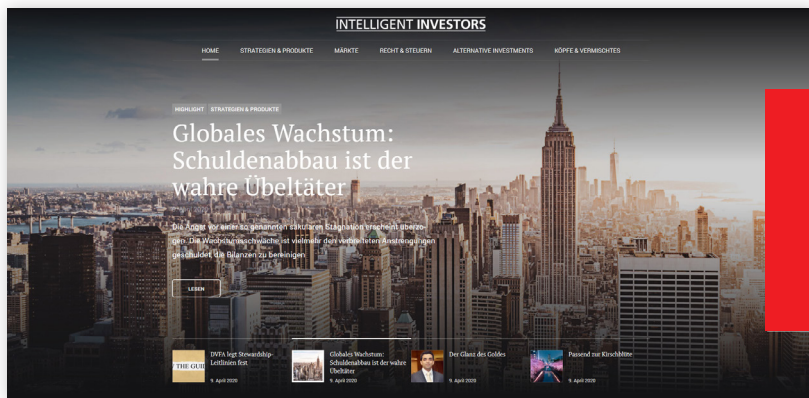 INTELLIGENT INVESTORS
HOME STRATEGIEN & PRODUKTE MÄRKTE RECHT & STEUERN ALTERNATIVE INVESTMENTS KÖPFE & VERMISCHTES
HIGHLIGHT STRATEGIEN & PRODUKTE
Globales Wachstum:
Schuldenabbau ist der
wahre Übeltäter
Die Angst vor einer so genannten säkularen Stagnation erscheint überzo-
gen. Die Wachstumsschwäche ist vielmehr den verbreiteten Anstrengungen
geschuldet, die Bilanzen zu bereinigen
LESEN
THE GUI
DVFA legt Stewardship-
Leitlinien fest
9. April 2020
Globales Wachstum:
Schuldenabbau ist der wahre
Übeltäter
9. April 2020
Der Glanz des Goldes
9. April 2020
Passend zur Kirschblüte
9. April 2020